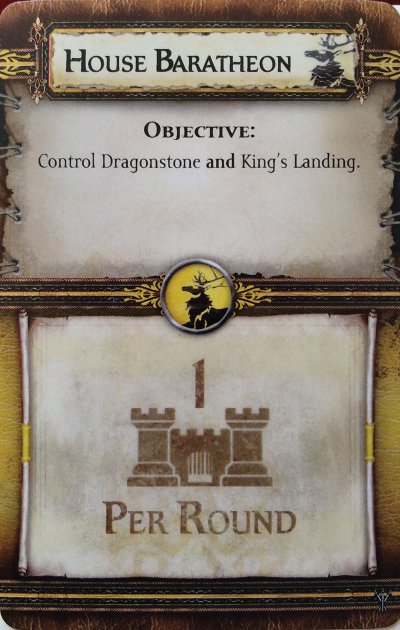 House Baratheon
Objective:
Control Dragonstone and King's Landing.
1
Per Round